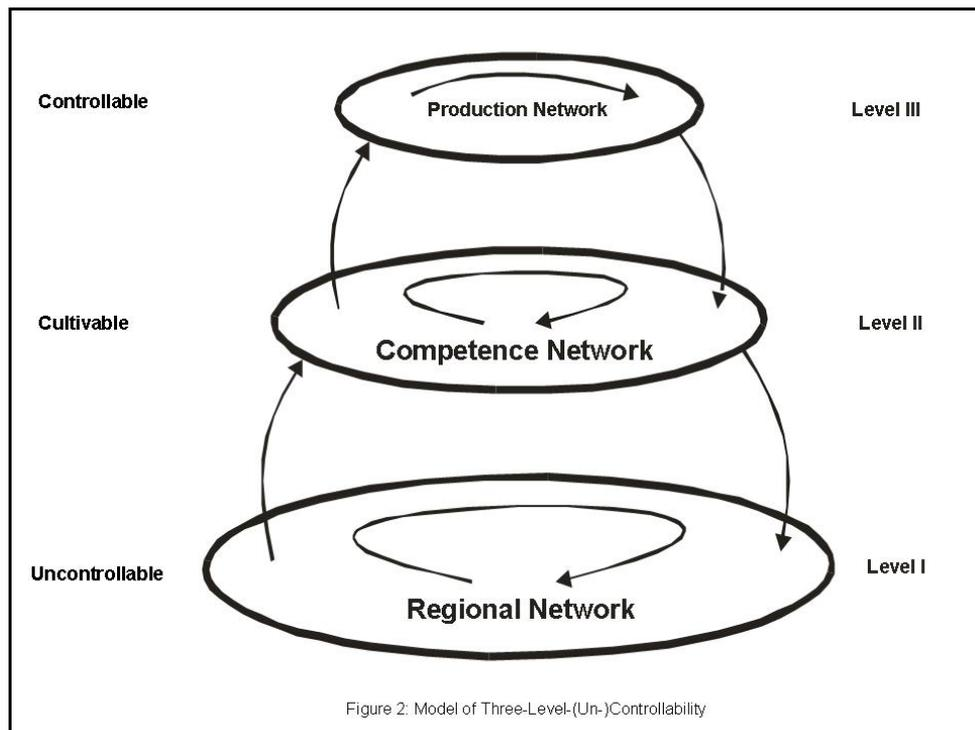 Controllable
Production Network
Level III
Cultivable
Competence Network
Level II
Uncontrollable
Regional Network
Level I
Figure 2: Model of Three-Level-(Un-)Controllability